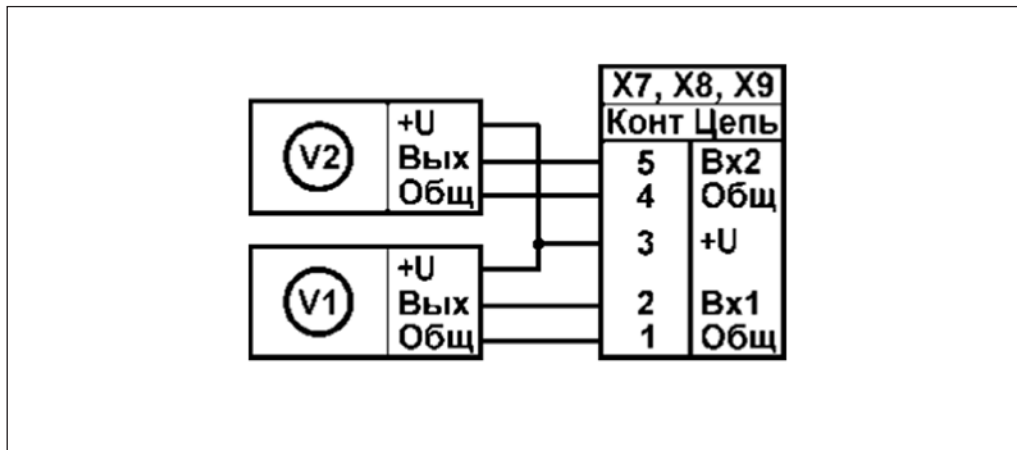 V2
+U
Вых
Общ
V1
+U
Вых
Общ
X7, X8, X9
Конт Цепь
5 Вх2
4 Общ
3 +U
2 Вх1
1 Общ